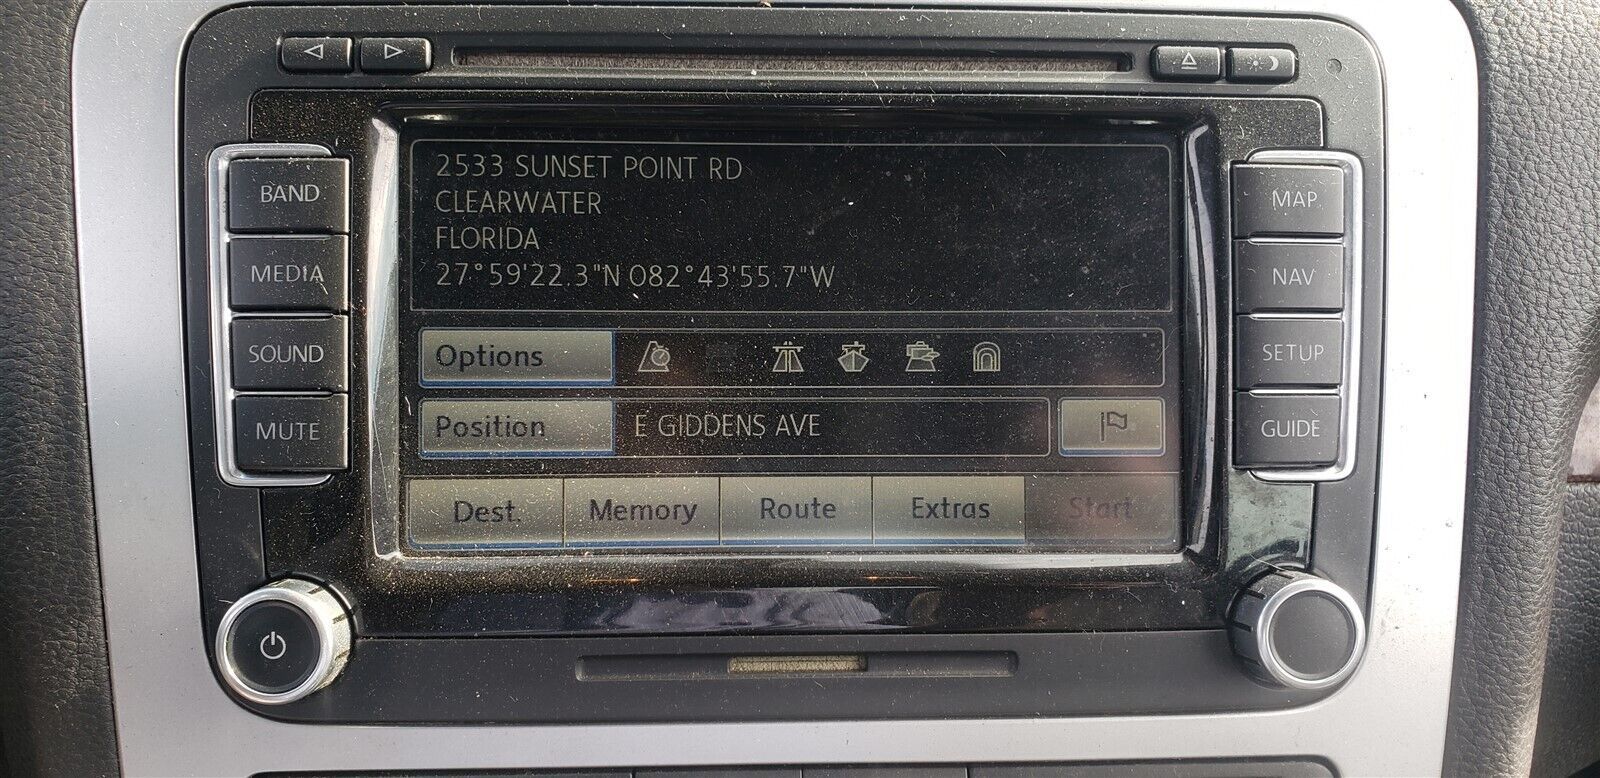 2533 SUNSET POINT RD
CLEARWATER
FLORIDA
27°59'22.3"N 082°43'55.7"W
Options
Position E GIDDENS AVE
Dest. Memory Route Extras Start
BAND
MEDIA
SOUND
MUTE
MAP
NAV
SETUP
GUIDE